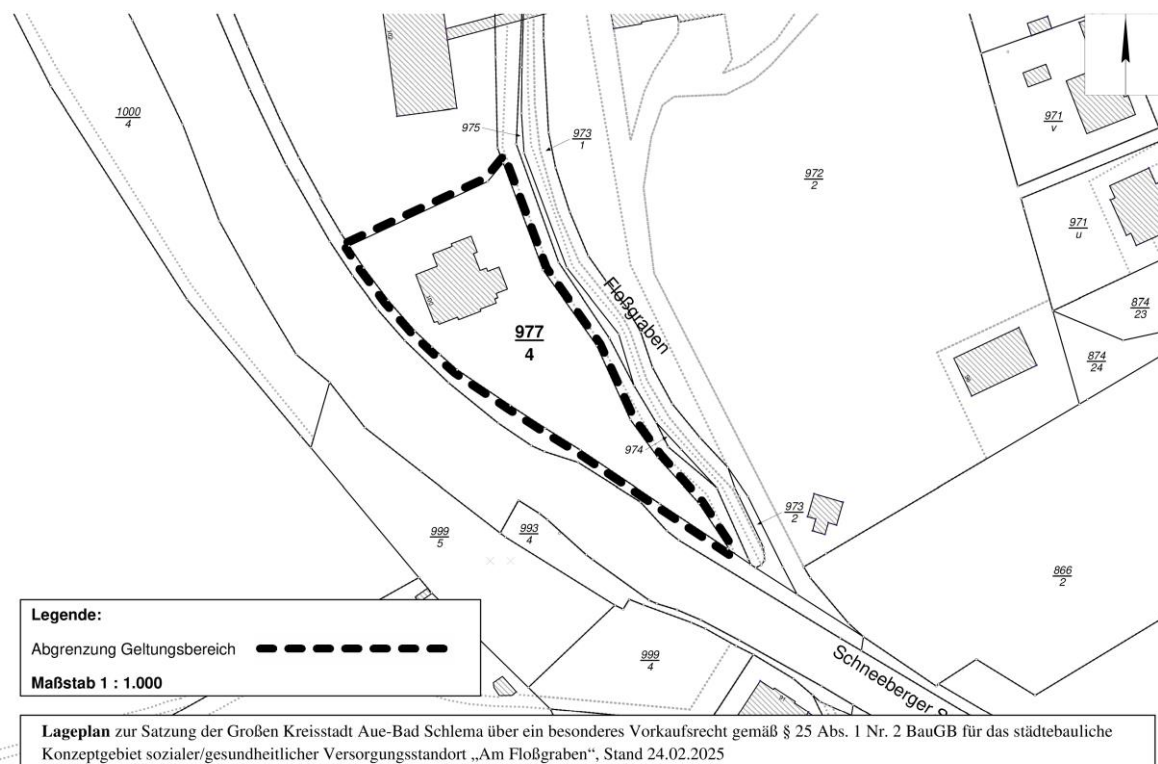 1000
4
975
973
1
972
2
971
v
971
u
874
23
874
24
Floßgraben
977
4
974
973
2
999
5
993
4
866
2
999
4
Schneeberger S
Legende:
Abgrenzung Geltungsbereich
Maßstab 1 : 1.000
Lageplan zur Satzung der Großen Kreisstadt Aue-Bad Schlema über ein besonderes Vorkaufsrecht gemäß § 25 Abs. 1 Nr. 2 BauGB für das städtebauliche
Konzeptgebiet sozialer/gesundheitlicher Versorgungsstandort „Am Floßgraben“, Stand 24.02.2025